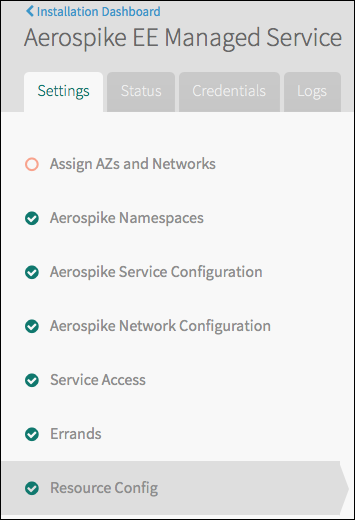 Installation Dashboard
Aerospike EE Managed Service
Settings Status Credentials Logs
Assign AZs and Networks
Aerospike Namespaces
Aerospike Service Configuration
Aerospike Network Configuration
Service Access
Errands
Resource Config